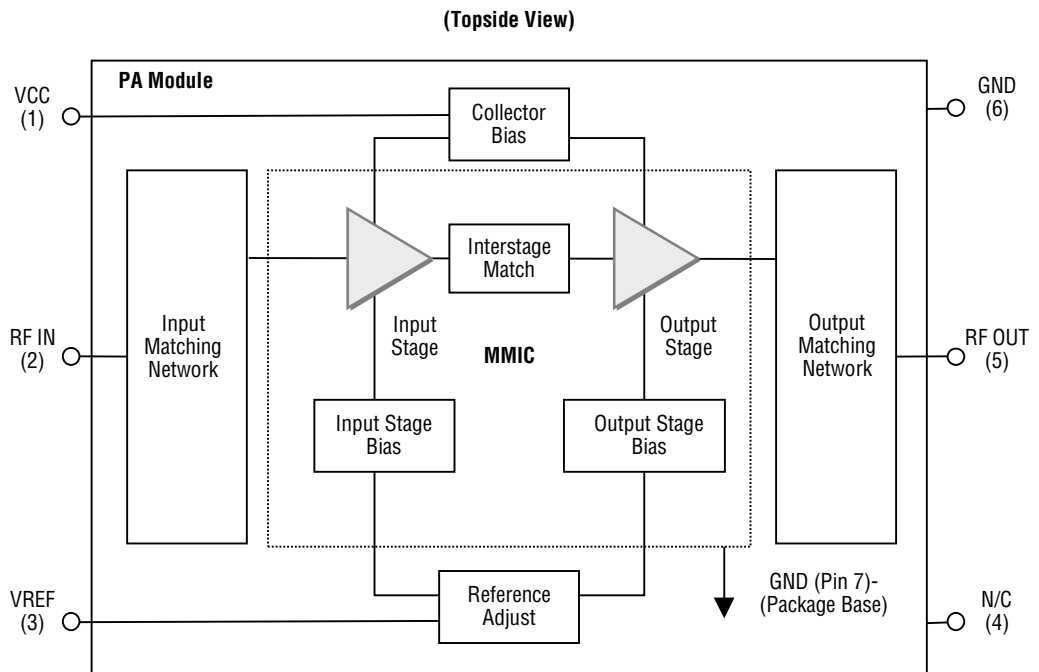 (Topside View)
PA Module
VCC
(1)
Collector
Bias
GND
(6)
Interstage
Match
Input
Stage
Output
Stage
MMIC
RF IN
(2)
Input
Matching
Network
Output
Matching
Network
RF OUT
(5)
Input Stage
Bias
Output Stage
Bias
VREF
(3)
Reference
Adjust
GND (Pin 7)-
(Package Base)
N/C
(4)